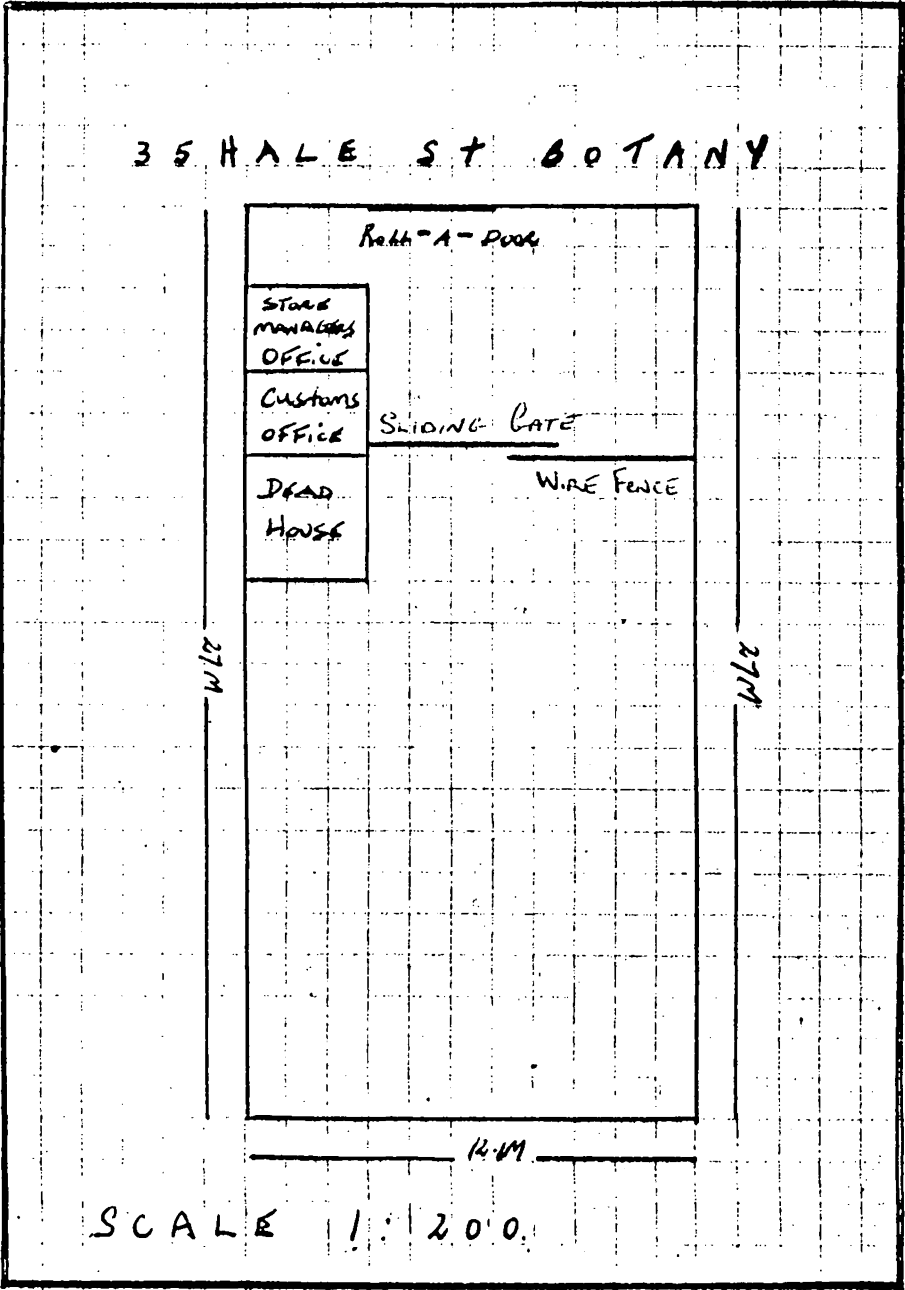 35 HALE St BOTANY
Roll-A-Door
STORE
MANAGERS
OFFICE
Customs
OFFICE
SLIDING GATE
WIRE FENCE
DEAD
HOUSE
27M
27M
SCALE 1:200.